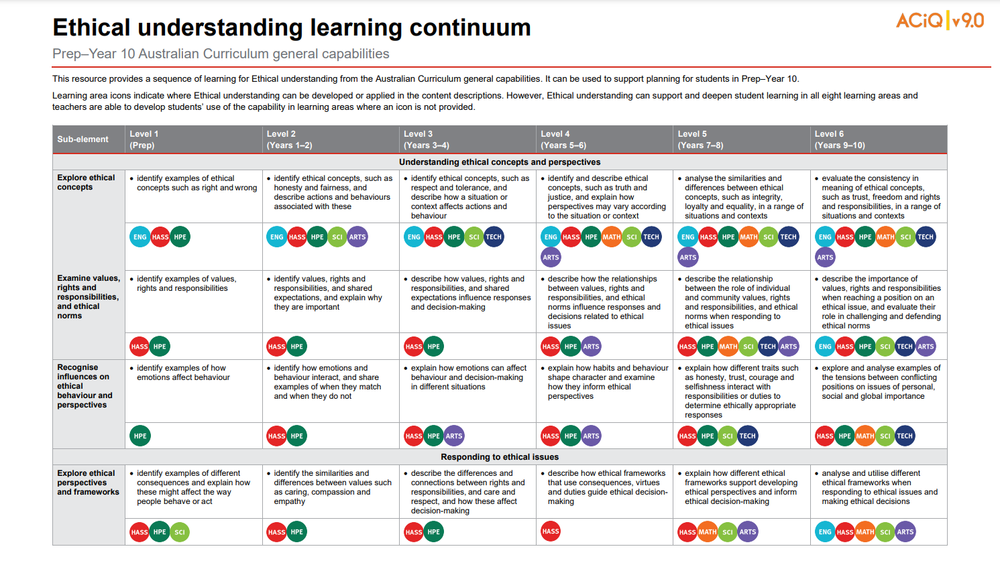 Ethical understanding learning continuum
ACiQ v9.0
Prep–Year 10 Australian Curriculum general capabilities
This resource provides a sequence of learning for Ethical understanding from the Australian Curriculum general capabilities. It can be used to support planning for students in Prep–Year 10.
Learning area icons indicate where Ethical understanding can be developed or applied in the content descriptions. However, Ethical understanding can support and deepen student learning in all eight learning areas and
teachers are able to develop students' use of the capability in learning areas where an icon is not provided.
Sub-element
Level 1
(Prep)
Level 2
(Years 1–2)
Level 3
(Years 3–4)
Level 4
(Years 5–6)
Level 5
(Years 7–8)
Level 6
(Years 9–10)
Understanding ethical concepts and perspectives
Explore ethical
concepts
• identify examples of ethical
concepts such as right and wrong
• identify ethical concepts, such as
honesty and fairness, and
describe actions and behaviours
associated with these
• identify ethical concepts, such as
respect and tolerance, and
describe how a situation or
context affects actions and
behaviour
• identify and describe ethical
concepts, such as truth and
justice, and explain how
perspectives may vary according
to the situation or context
• analyse the similarities and
differences between ethical
concepts, such as integrity,
loyalty and equality, in a range of
situations and contexts
• evaluate the consistency in
meaning of ethical concepts,
such as trust, freedom and rights
and responsibilities, in a range of
situations and contexts
ENG HASS HPE
ENG HASS HPE SCI ARTS
ENG HASS HPE SCI TECH
ENG HASS HPE MATH SCI TECH
ARTS
ENG HASS HPE MATH SCI TECH
ARTS
ENG HASS HPE MATH SCI TECH
ARTS
Examine values,
rights and
responsibilities,
and ethical
norms
• identify examples of values,
rights and responsibilities
• identify values, rights and
responsibilities, and shared
expectations, and explain why
they are important
• describe how values, rights and
responsibilities, and shared
expectations influence responses
and decision-making
• describe how the relationships
between values, rights and
responsibilities, and ethical
norms influence responses and
decisions related to ethical
issues
• describe the relationship
between the role of individual
and community values, rights
and responsibilities, and ethical
norms when responding to
ethical issues
• describe the importance of
values, rights and responsibilities
when reaching a position on an
ethical issue, and evaluate their
role in challenging and defending
ethical norms
HASS HPE
HASS HPE
HASS HPE
HASS HPE ARTS
HASS HPE MATH SCI TECH ARTS
ENG HASS HPE SCI TECH ARTS
Recognise
influences on
ethical
behaviour and
perspectives
• identify examples of how
emotions affect behaviour
• identify how emotions and
behaviour interact, and share
examples of when they match
and when they do not
• explain how emotions can affect
behaviour and decision-making
in different situations
• explain how habits and behaviour
shape character and examine
how they inform ethical
perspectives
• explain how different traits such
as honesty, trust, courage and
selfishness interact with
responsibilities or duties to
determine ethically appropriate
responses
• explore and analyse examples of
the tensions between conflicting
positions on issues of personal,
social and global importance
HPE
HASS HPE
HASS HPE ARTS
HASS HPE ARTS
HASS HPE SCI TECH
HASS HPE MATH SCI TECH
Responding to ethical issues
Explore ethical
perspectives
and frameworks
• identify examples of different
consequences and explain how
these might affect the way
people behave or act
• identify the similarities and
differences between values such
as caring, compassion and
empathy
• describe the differences and
connections between rights and
responsibilities, and care and
respect, and how these affect
decision-making
• describe how ethical frameworks
that use consequences, virtues
and duties guide ethical decision-
making
• explain how different ethical
frameworks support developing
ethical perspectives and inform
ethical decision-making
• analyse and utilise different
ethical frameworks when
responding to ethical issues and
making ethical decisions
HASS HPE SCI
HASS HPE
HASS HPE
HASS
HASS MATH SCI ARTS
ENG HASS MATH SCI ARTS